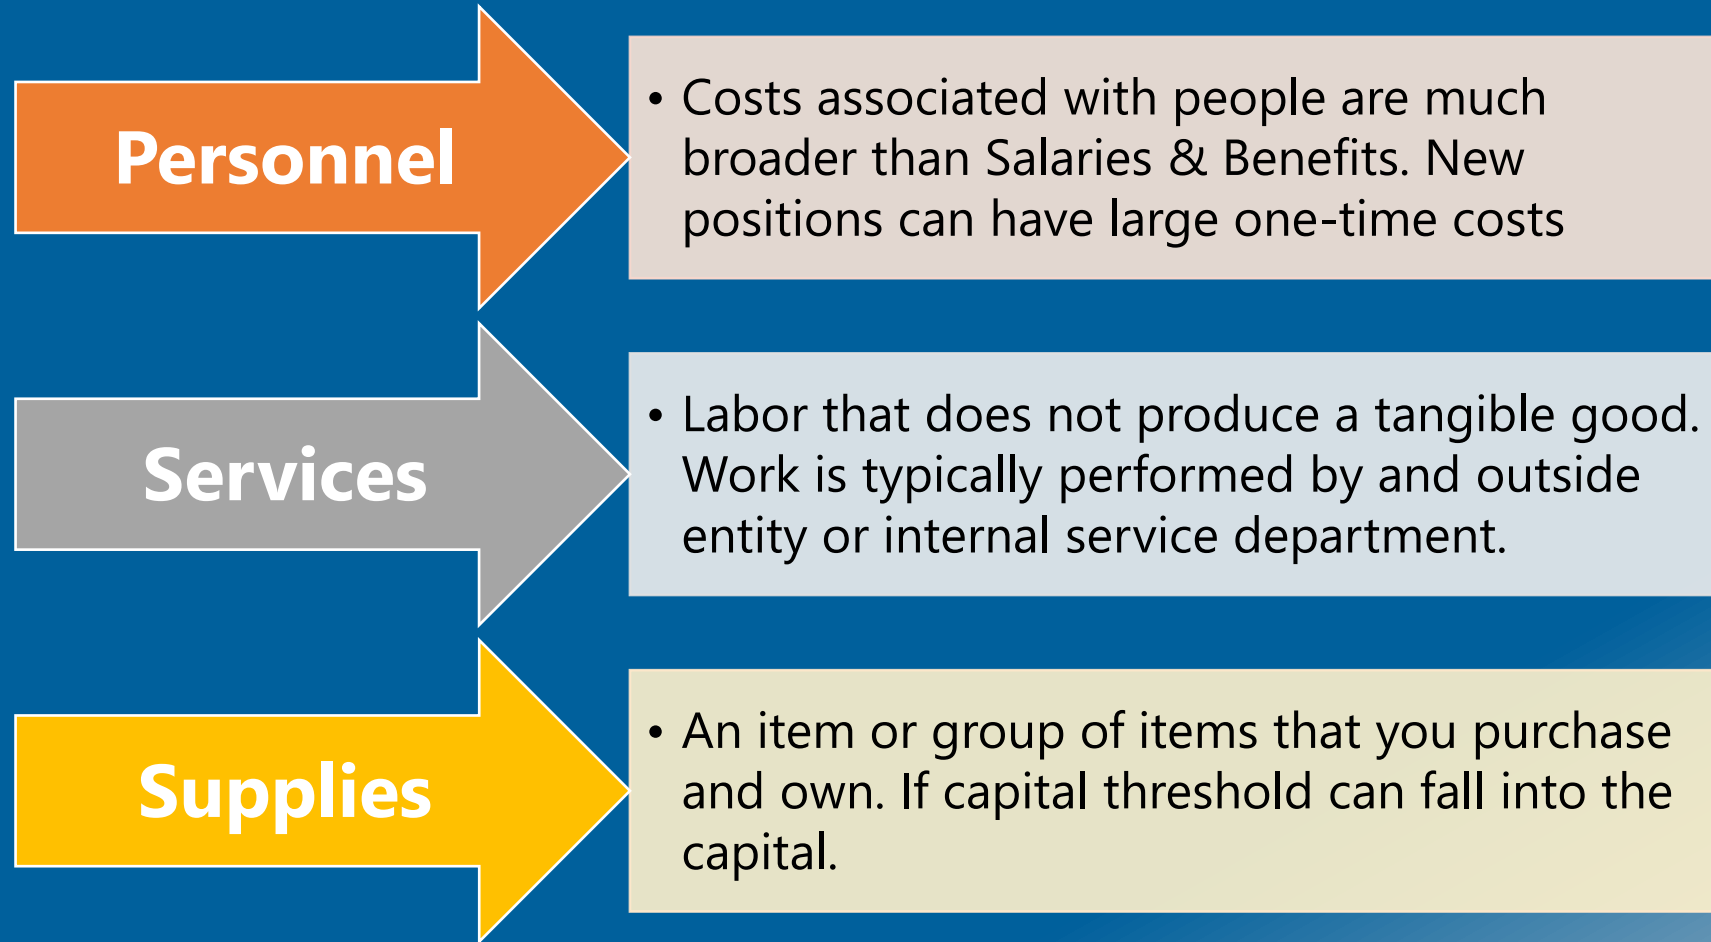 Personnel
• Costs associated with people are much
broader than Salaries & Benefits. New
positions can have large one-time costs
Services
• Labor that does not produce a tangible good.
Work is typically performed by and outside
entity or internal service department.
Supplies
• An item or group of items that you purchase
and own. If capital threshold can fall into the
capital.